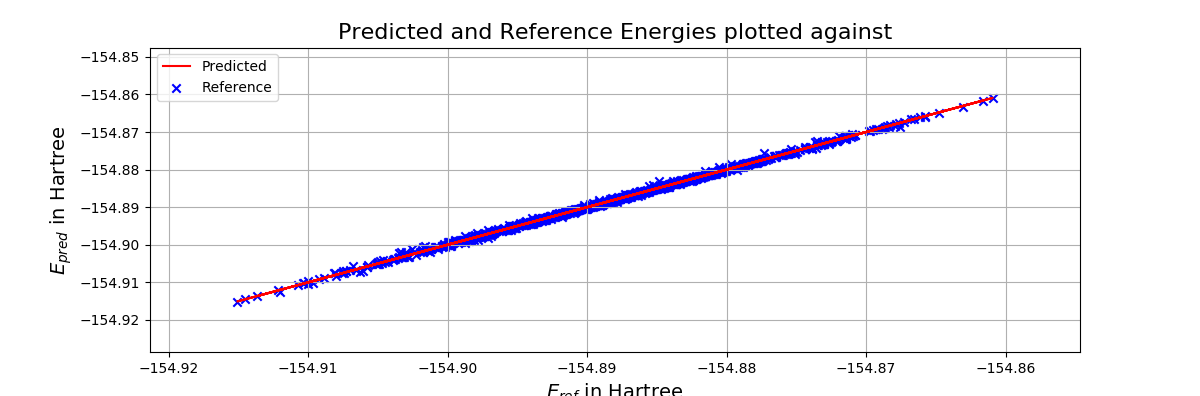 Predicted and Reference Energies plotted against
−154.85
−154.86
−154.87
−154.88
−154.89
−154.90
−154.91
−154.92
E_pred in Hartree
Predicted
Reference
−154.92 −154.91 −154.90 −154.89 −154.88 −154.87 −154.86
E_ref in Hartree